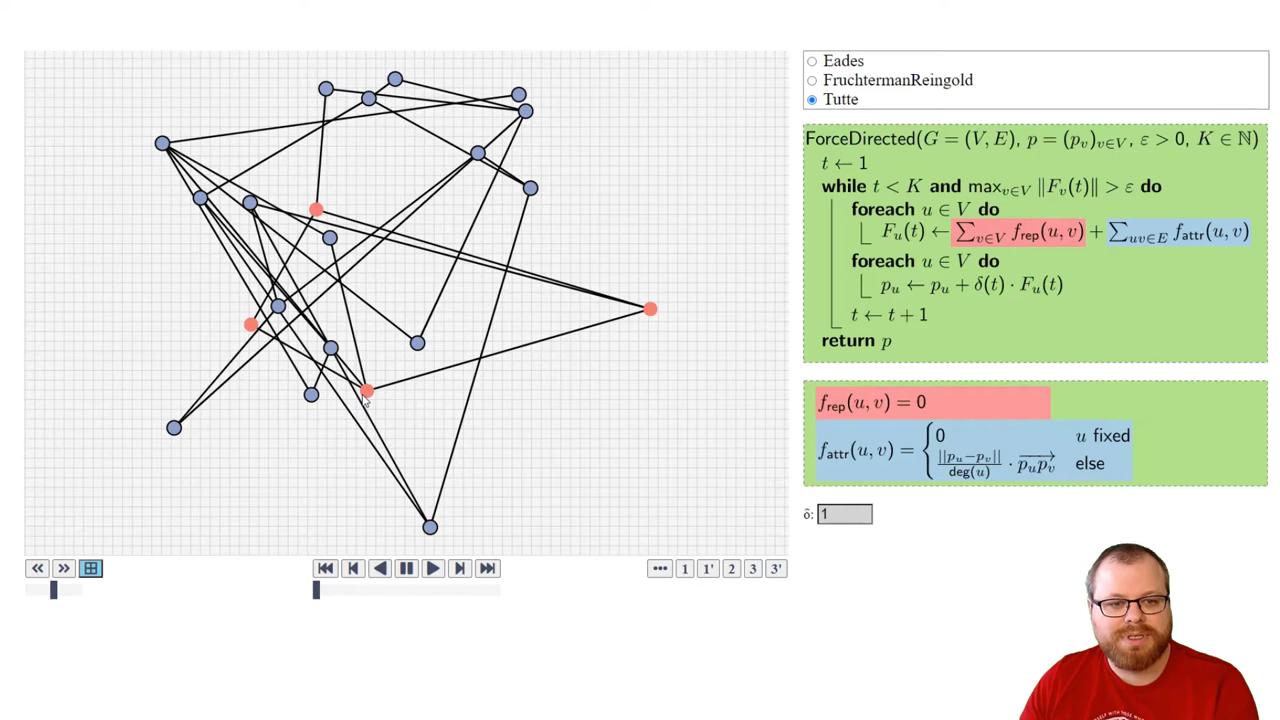 Eades
FruchtermanReingold
Tutte
ForceDirected(G = (V, E), p = (p_v)_{v∈V}, ε > 0, K ∈ ℕ)
t ← 1
while t < K and max_{v∈V} ‖F_v(t)‖ > ε do
foreach u ∈ V do
F_u(t) ← ∑_{v∈V} f_rep(u, v) + ∑_{uv∈E} f_attr(u, v)
foreach u ∈ V do
p_u ← p_u + δ(t) · F_u(t)
t ← t + 1
return p
f_rep(u, v) = 0
f_attr(u, v) = { 0 u fixed
||p_u−p_v|| / deg(u) · \overrightarrow{p_u p_v} else
δ: 1
••• 1 1' 2 3 3'